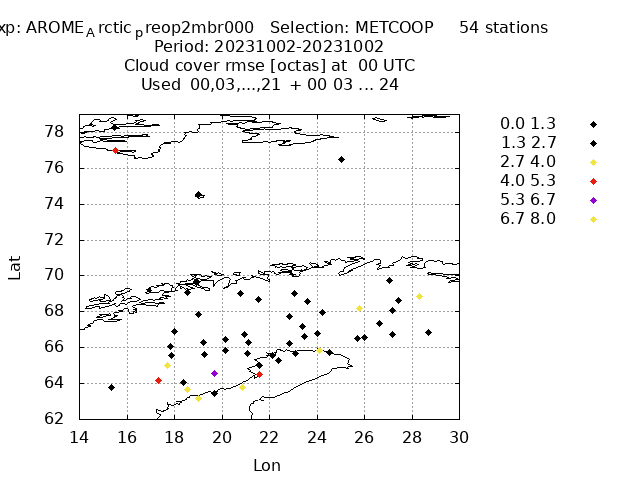 xp: AROME_A rctic_p reop2mbr000 Selection: METCOOP 54 stations
Period: 20231002-20231002
Cloud cover rmse [octas] at 00 UTC
Used 00,03,...,21 + 00 03 ... 24
0.0 1.3
1.3 2.7
2.7 4.0
4.0 5.3
5.3 6.7
6.7 8.0
78
76
74
72
70
68
66
64
62
Lat
14 16 18 20 22 24 26 28 30
Lon